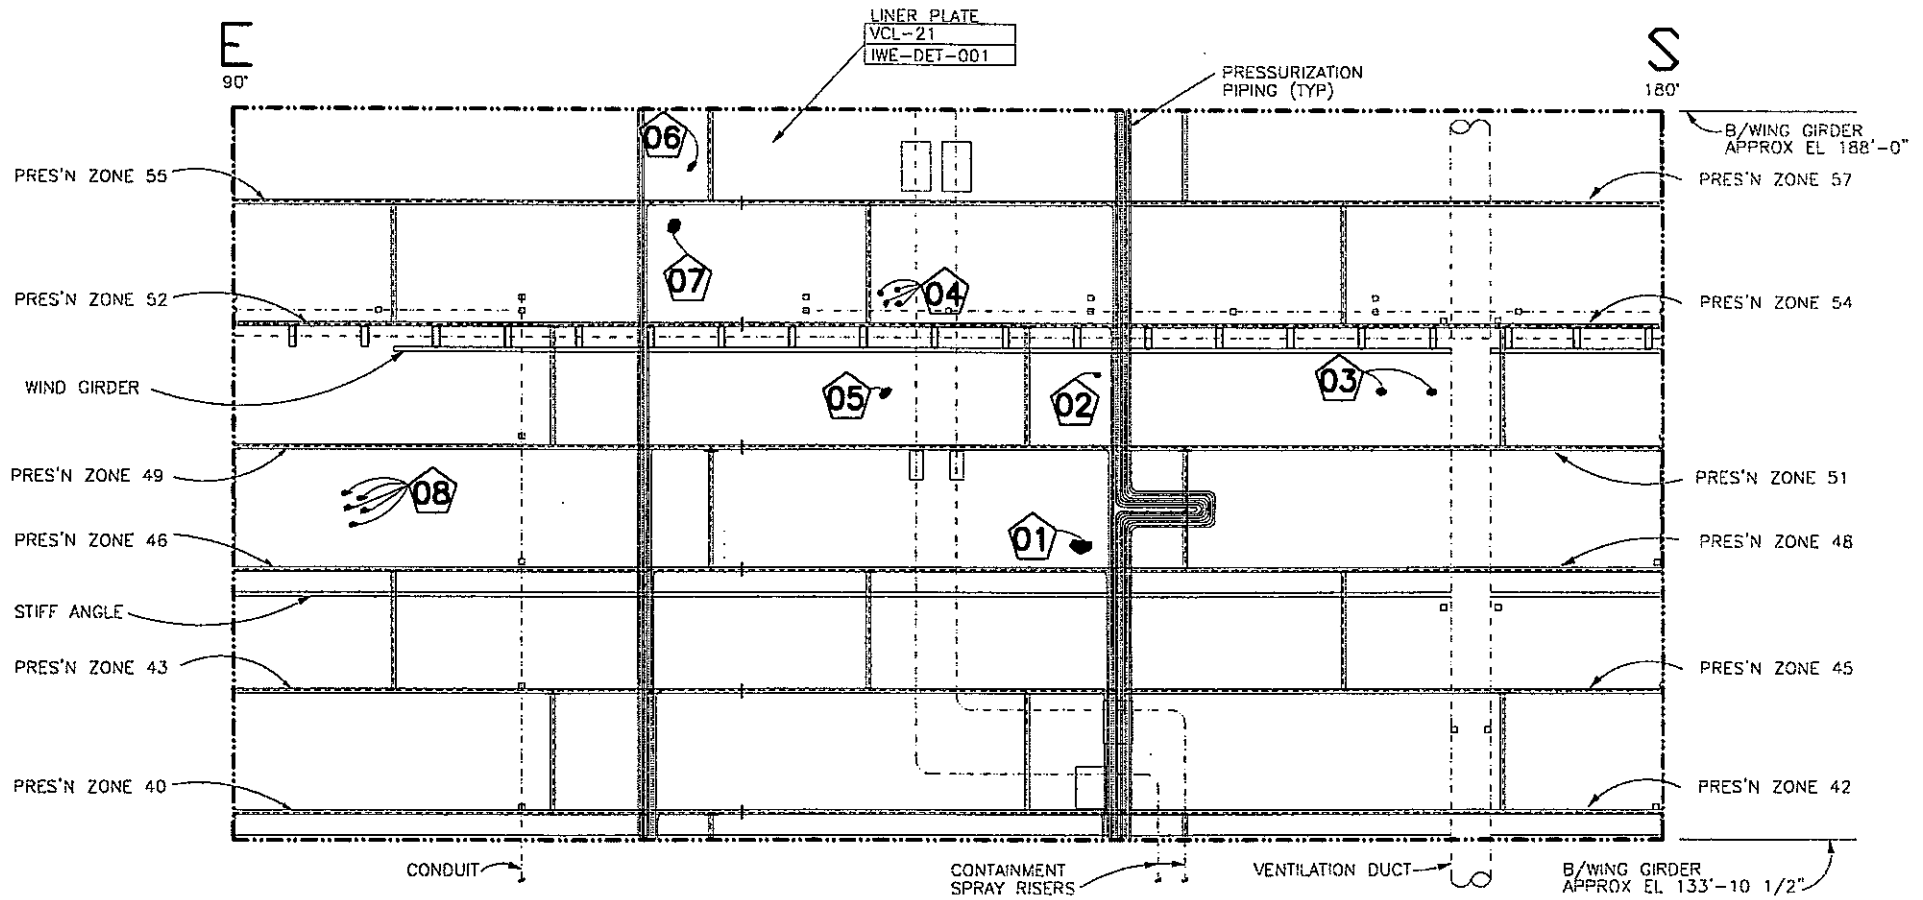 LINER PLATE
VCL-21
IWE-DET-001
E
90°
S
180°
PRESSURIZATION
PIPING (TYP)
B/WING GIRDER
APPROX EL 188'-0"
06
PRES'N ZONE 55
PRES'N ZONE 57
07
04
PRES'N ZONE 52
PRES'N ZONE 54
WIND GIRDER
05
02
03
PRES'N ZONE 49
08
PRES'N ZONE 51
PRES'N ZONE 46
01
PRES'N ZONE 48
STIFF ANGLE
PRES'N ZONE 43
PRES'N ZONE 45
PRES'N ZONE 40
PRES'N ZONE 42
CONDUIT
CONTAINMENT
SPRAY RISERS
VENTILATION DUCT
B/WING GIRDER
APPROX EL 133'-10 1/2"